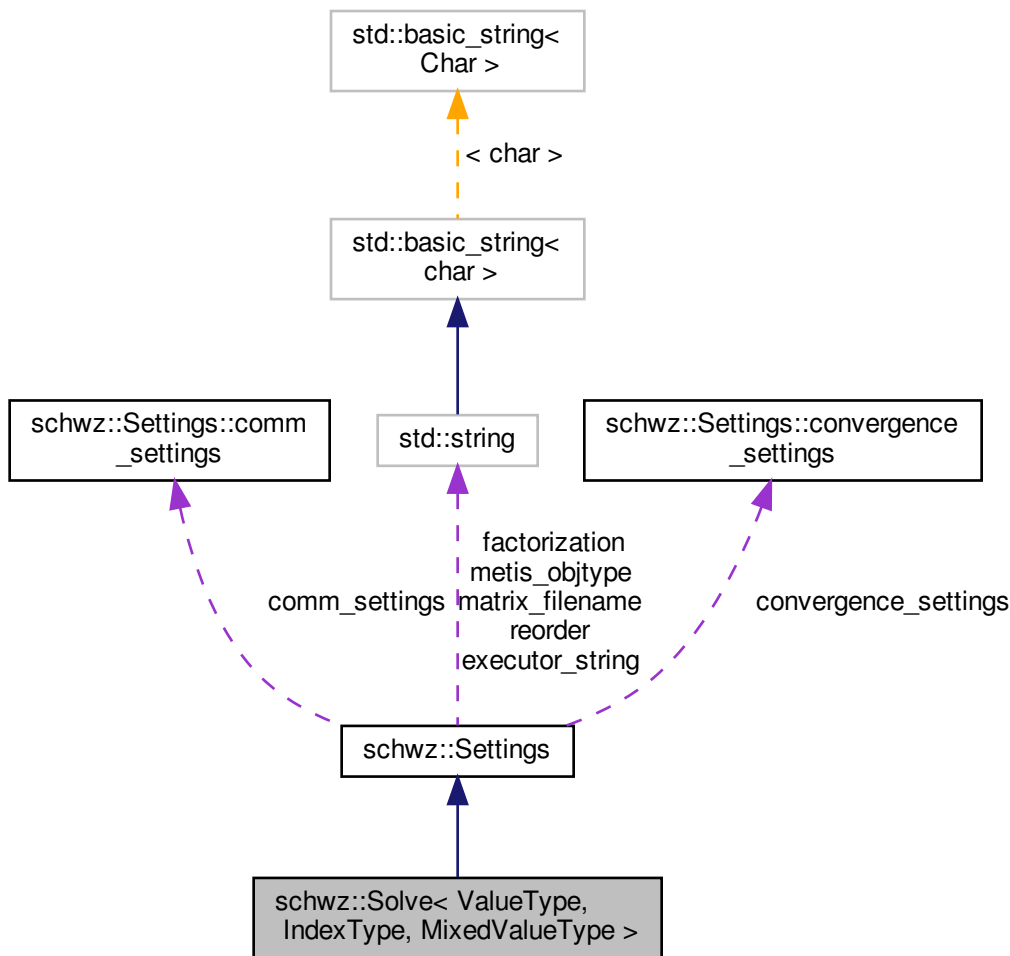 std::basic_string<
Char >
< char >
std::basic_string<
char >
schwz::Settings::comm
_settings
std::string
schwz::Settings::convergence
_settings
factorization
metis_objtype
comm_settings
matrix_filename
convergence_settings
reorder
executor_string
schwz::Settings
schwz::Solve< ValueType,
IndexType, MixedValueType >